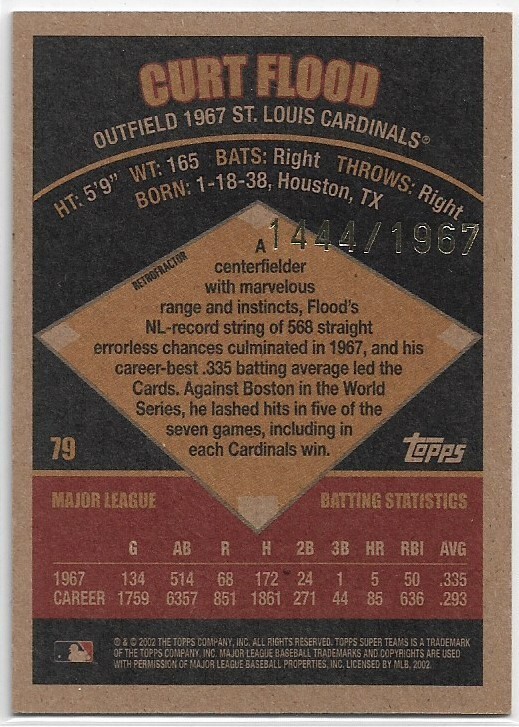 CURT FLOOD
OUTFIELD 1967 ST. LOUIS CARDINALS®
HT: 5'9" WT: 165 BATS: Right THROWS: Right
BORN: 1-18-38, Houston, TX
1444/1967
RETROFRACTOR
A
centerfielder
with marvelous
range and instincts, Flood's
NL-record string of 568 straight
errorless chances culminated in 1967, and his
career-best .335 batting average led the
Cards. Against Boston in the World
Series, he lashed hits in five of the
seven games, including in
each Cardinals win.
79
TOPPS
MAJOR LEAGUE BATTING STATISTICS
G AB R H 2B 3B HR RBI AVG
1967 134 514 68 172 24 1 5 50 .335
CAREER 1759 6357 851 1861 271 44 85 636 .293
® & © 2002 THE TOPPS COMPANY, INC. ALL RIGHTS RESERVED. TOPPS SUPER TEAMS IS A TRADEMARK
OF THE TOPPS COMPANY, INC. MAJOR LEAGUE BASEBALL TRADEMARKS AND COPYRIGHTS ARE USED
WITH PERMISSION OF MAJOR LEAGUE BASEBALL PROPERTIES, INC. LICENSED BY MLB, 2002.